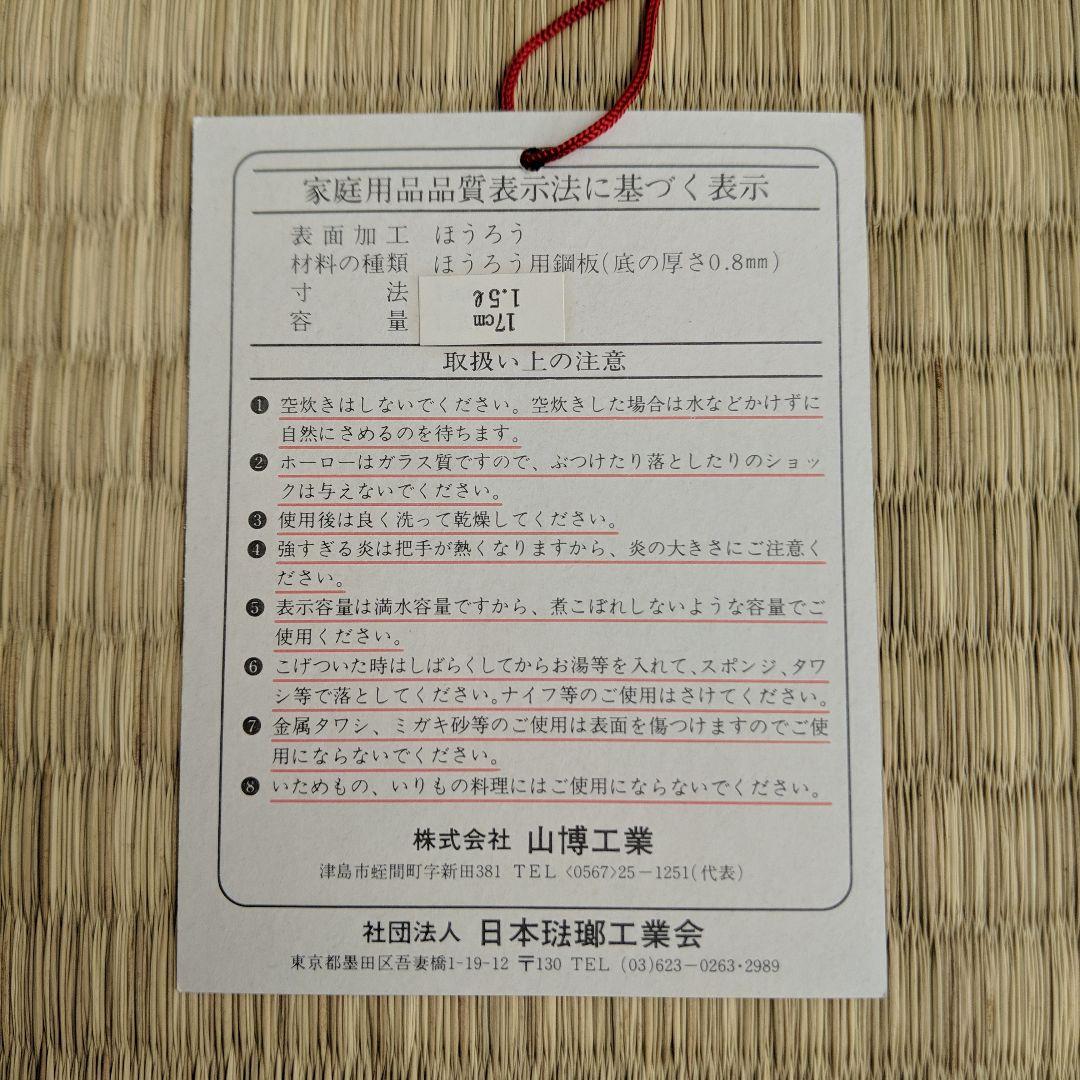 家庭用品品質表示法に基づく表示
表面加工 ほうろう
材料の種類 ほうろう用鋼板(底の厚さ0.8mm)
寸法 17cm
容量 1.5ℓ
取扱い上の注意
❶ 空炊きはしないでください。空炊きした場合は水などかけずに
自然にさめるのを待ちます。
❷ ホーローはガラス質ですので、ぶつけたり落としたりのショッ
クは与えないでください。
❸ 使用後は良く洗って乾燥してください。
❹ 強すぎる炎は把手が熱くなりますから、炎の大きさにご注意く
ださい。
❺ 表示容量は満水容量ですから、煮こぼれしないような容量でご
使用ください。
❻ こげついた時はしばらくしてからお湯等を入れて、スポンジ、タワ
シ等で落としてください。ナイフ等のご使用はさけてください。
❼ 金属タワシ、ミガキ砂等のご使用は表面を傷つけますのでご使
用にならないでください。
❽ いためもの、いりもの料理にはご使用にならないでください。
株式会社 山博工業
津島市蛭間町字新田381 TEL〈0567〉25-1251(代表)
社団法人 日本琺瑯工業会
東京都墨田区吾妻橋1-19-12 〒130 TEL (03)623-0263・2989